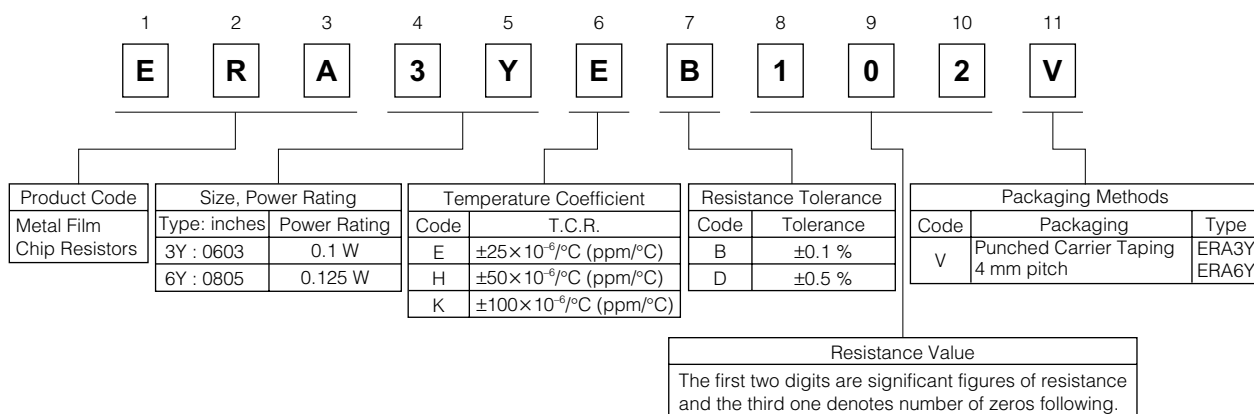 1 2 3 4 5 6 7 8 9 10 11
E R A 3 Y E B 1 0 2 V
Product Code
Metal Film
Chip Resistors
Size, Power Rating
Type: inches Power Rating
3Y : 0603 0.1 W
6Y : 0805 0.125 W
Temperature Coefficient
Code T.C.R.
E ±25×10⁻⁶/°C (ppm/°C)
H ±50×10⁻⁶/°C (ppm/°C)
K ±100×10⁻⁶/°C (ppm/°C)
Resistance Tolerance
Code Tolerance
B ±0.1 %
D ±0.5 %
Packaging Methods
Code Packaging Type
V Punched Carrier Taping ERA3Y
4 mm pitch ERA6Y
Resistance Value
The first two digits are significant figures of resistance
and the third one denotes number of zeros following.